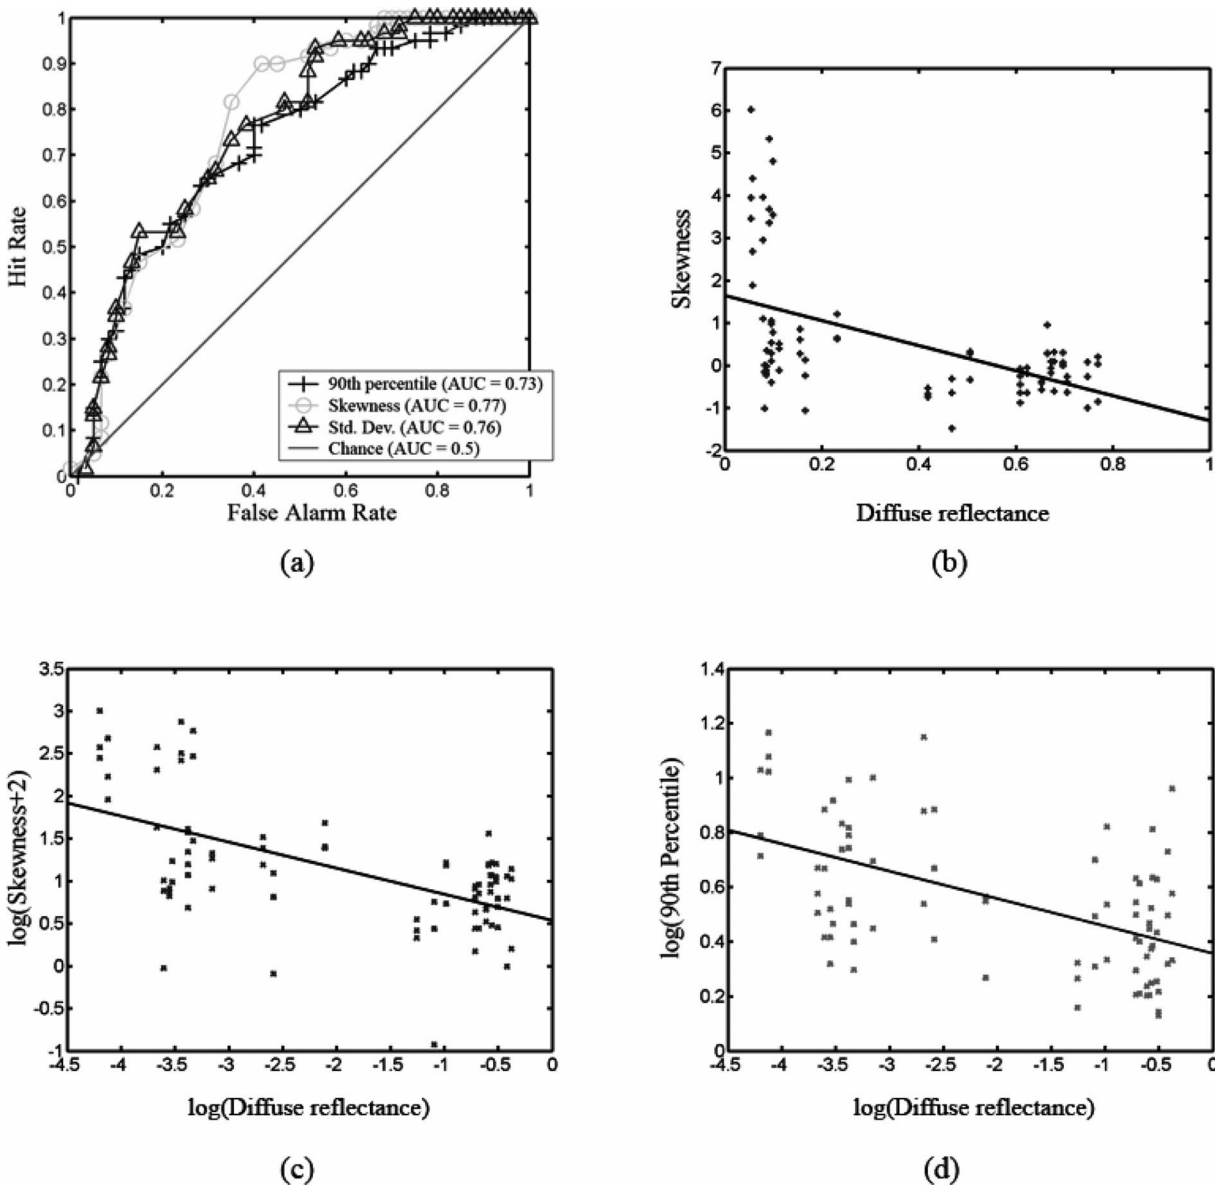 1
0.9
0.8
0.7
0.6
0.5
0.4
0.3
0.2
0.1
0
Hit Rate
0 0.2 0.4 0.6 0.8 1
False Alarm Rate
90th percentile (AUC = 0.73)
Skewness (AUC = 0.77)
Std. Dev. (AUC = 0.76)
Chance (AUC = 0.5)
(a)
7
6
5
4
3
2
1
0
-1
-2
Skewness
0 0.2 0.4 0.6 0.8 1
Diffuse reflectance
(b)
3.5
3
2.5
2
1.5
1
0.5
0
-0.5
-1
log(Skewness+2)
-4.5 -4 -3.5 -3 -2.5 -2 -1.5 -1 -0.5 0
log(Diffuse reflectance)
(c)
1.4
1.2
1
0.8
0.6
0.4
0.2
0
log(90th Percentile)
-4.5 -4 -3.5 -3 -2.5 -2 -1.5 -1 -0.5 0
log(Diffuse reflectance)
(d)